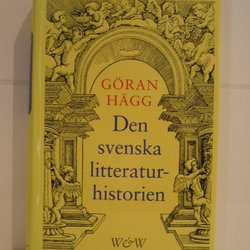 GÖRAN
HÄGG
Den
svenska
litteratur-
historien
W&W